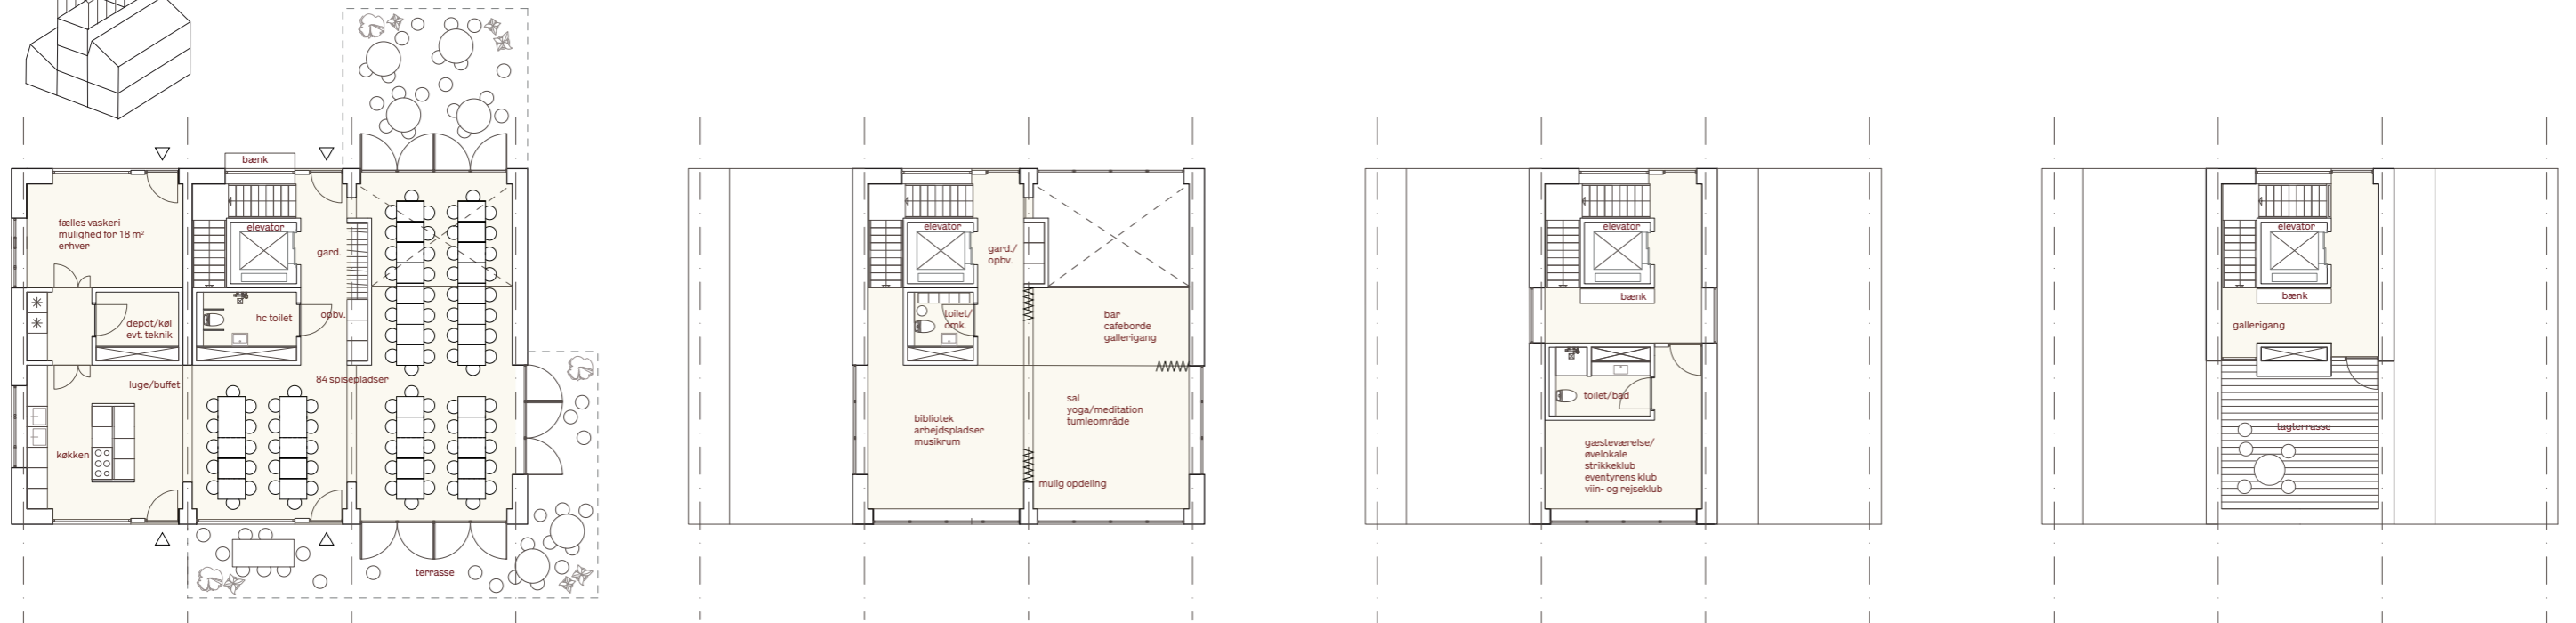 bænk
fælles vaskeri
mulighed for 18 m²
erhver
elevator
gard.
depot/køl
evt. teknik
hc toilet
opbv.
luge/buffet
84 spisepladser
køkken
terrasse
elevator
gard./
opbv.
toilet/
omk.
bar
cafeborde
gallerigang
bibliotek
arbejdspladser
musikrum
sal
yoga/meditation
tumleområde
mulig opdeling
elevator
bænk
toilet/bad
gæsteværelse/
øvelokale
strikkeklub
eventyrens klub
viin- og rejseklub
elevator
bænk
gallerigang
tagterrasse